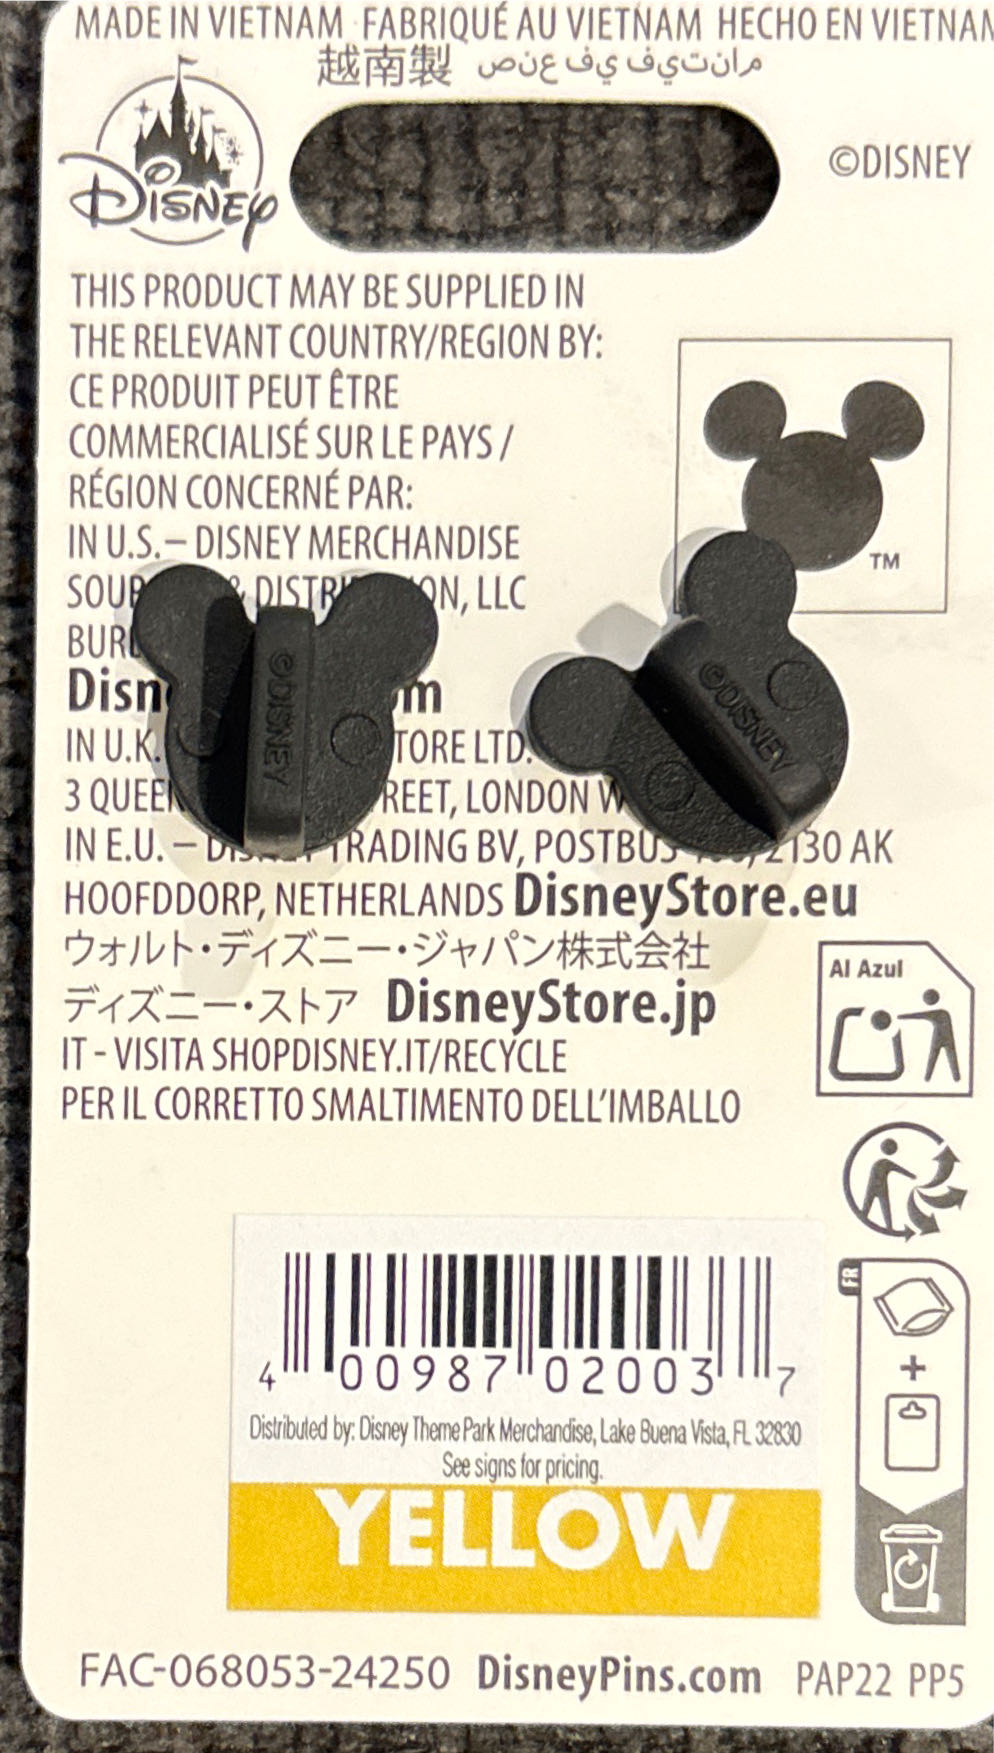 MADE IN VIETNAM FABRIQUÉ AU VIETNAM HECHO EN VIETNAM
越南製 صنع في فيتنام
DISNEY
©DISNEY
THIS PRODUCT MAY BE SUPPLIED IN
THE RELEVANT COUNTRY/REGION BY:
CE PRODUIT PEUT ÊTRE
COMMERCIALISÉ SUR LE PAYS /
RÉGION CONCERNÉ PAR:
TM
IN U.S. – DISNEY MERCHANDISE
& LLC
©DISNEY
©DISNEY
IN U.K. LTD.
3 LONDON
IN E.U. – TRADING BV, 2130 AK
HOOFDDORP, NETHERLANDS DisneyStore.eu
ウォルト・ディズニー・ジャパン株式会社
ディズニー・ストア DisneyStore.jp
IT - VISITA SHOPDISNEY.IT/RECYCLE
PER IL CORRETTO SMALTIMENTO DELL'IMBALLO
Al Azul
FR
4 00987 02003 7
Distributed by: Disney Theme Park Merchandise, Lake Buena Vista, FL 32830
See signs for pricing.
YELLOW
FAC-068053-24250 DisneyPins.com PAP22 PP5